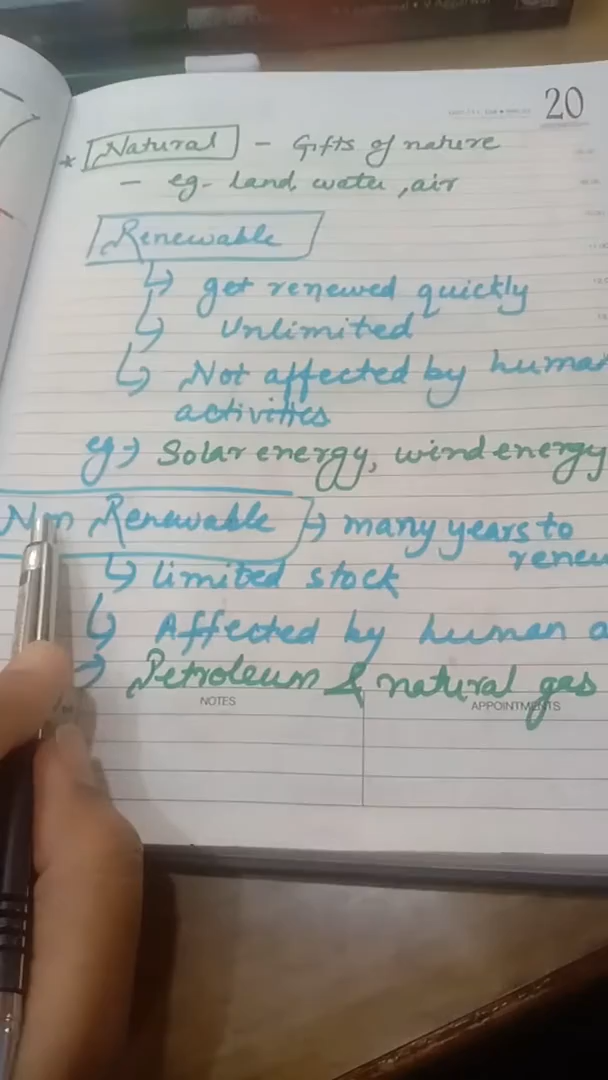 V Aggarwal
20
* Natural - Gifts of nature
- eg- land, water, air
Renewable
↳ get renewed quickly
↳ Unlimited
↳ Not affected by human
activities
eg → Solar energy, wind energy
Non Renewable → many years to
renew
↳ limited stock
↳ Affected by human a
→ Petroleum & natural gas
NOTES
APPOINTMENTS